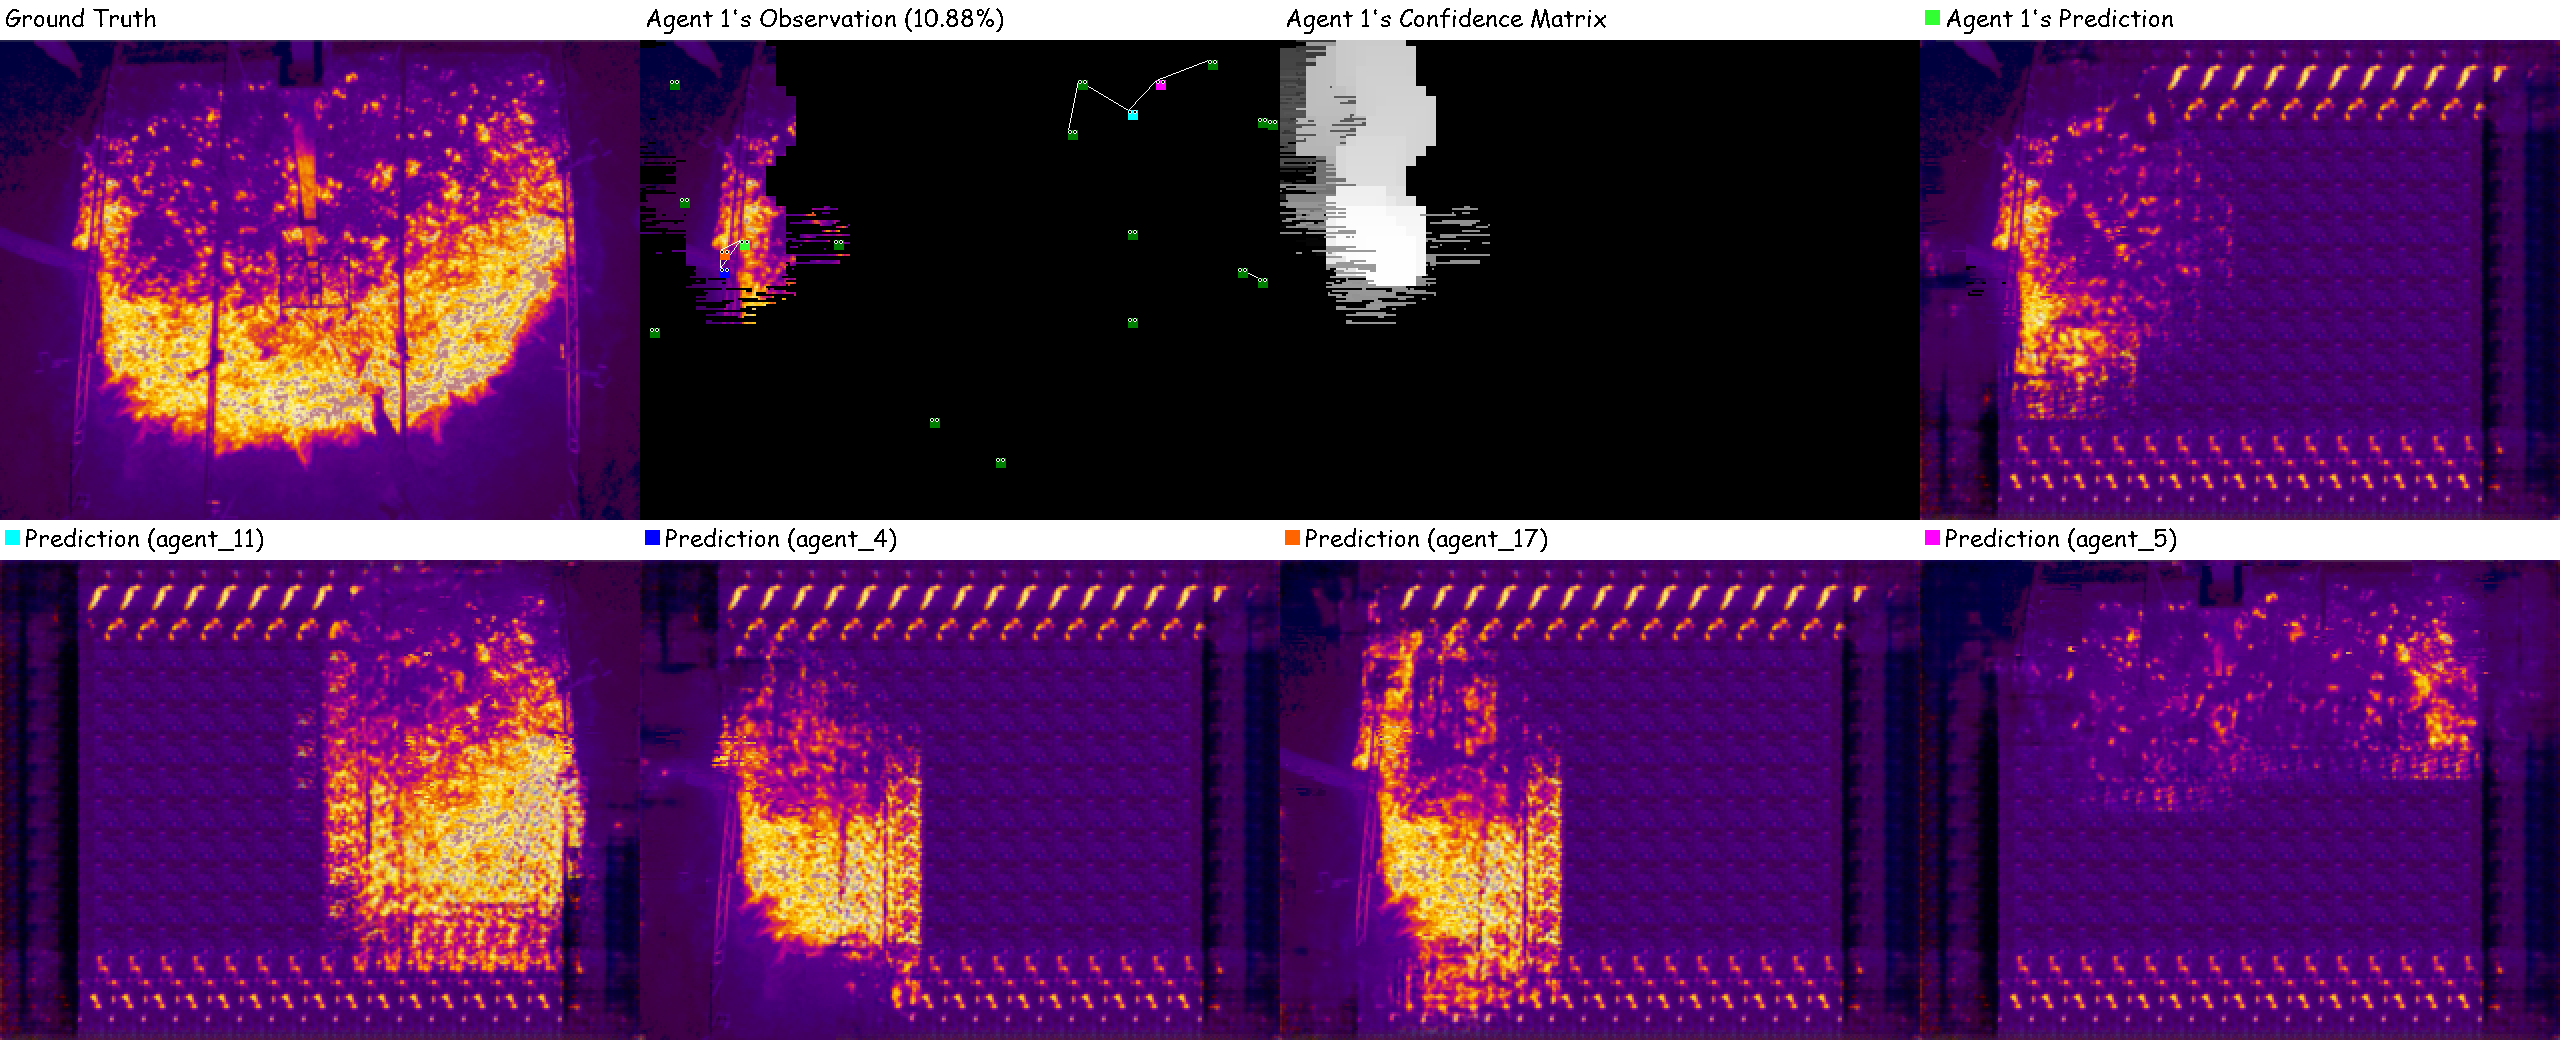 Ground Truth
Agent 1's Observation (10.88%)
Agent 1's Confidence Matrix
Agent 1's Prediction
Prediction (agent_11)
Prediction (agent_4)
Prediction (agent_17)
Prediction (agent_5)